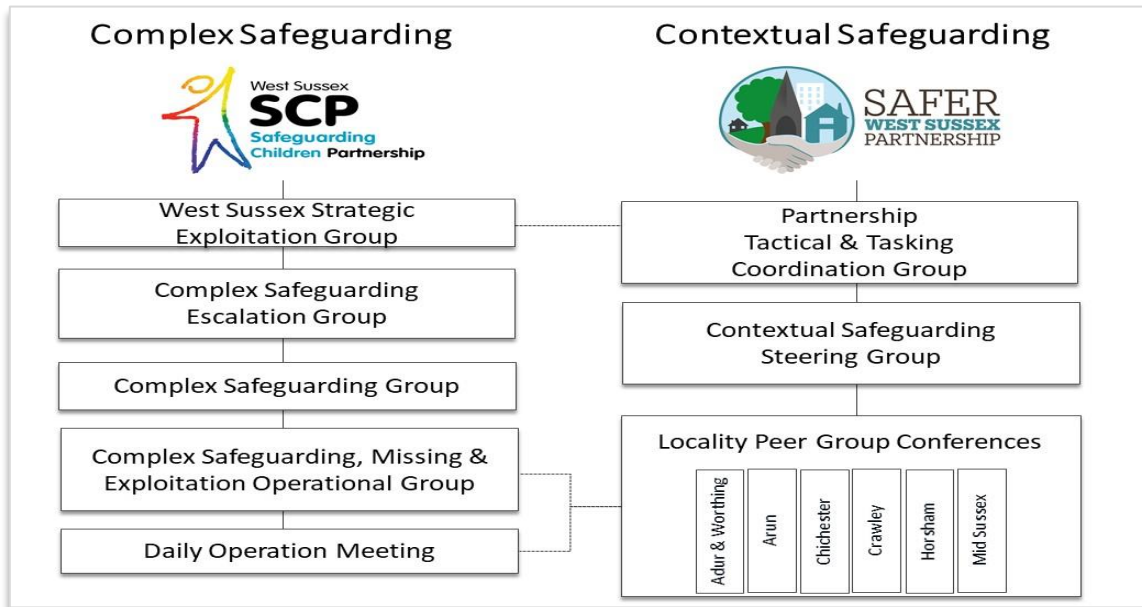 Complex Safeguarding
West Sussex
SCP
Safeguarding
Children Partnership
West Sussex Strategic
Exploitation Group
Complex Safeguarding
Escalation Group
Complex Safeguarding Group
Complex Safeguarding, Missing &
Exploitation Operational Group
Daily Operation Meeting
Contextual Safeguarding
SAFER
WEST SUSSEX
PARTNERSHIP
Partnership
Tactical & Tasking
Coordination Group
Contextual Safeguarding
Steering Group
Locality Peer Group Conferences
Adur & Worthing
Arun
Chichester
Crawley
Horsham
Mid Sussex